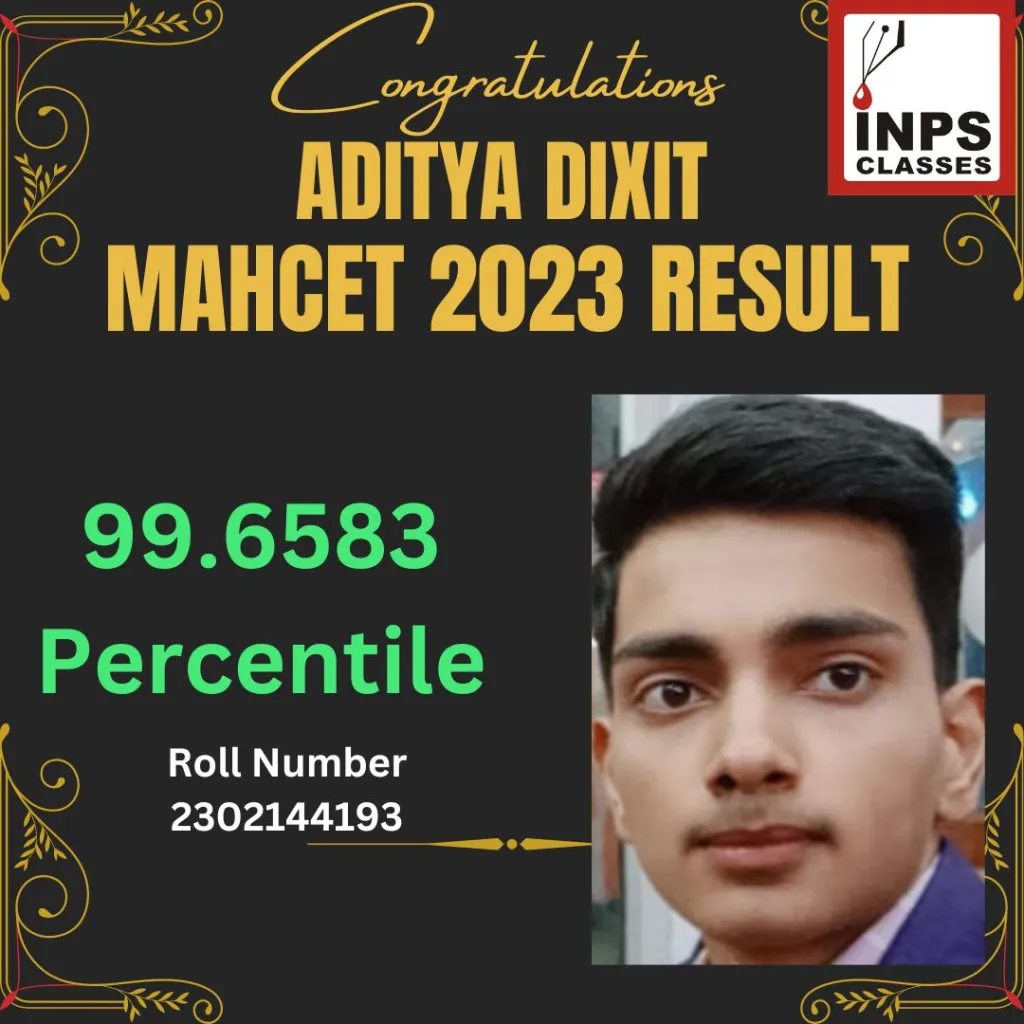 Congratulations
iNPS
CLASSES
ADITYA DIXIT
MAHCET 2023 RESULT
99.6583
Percentile
Roll Number
2302144193